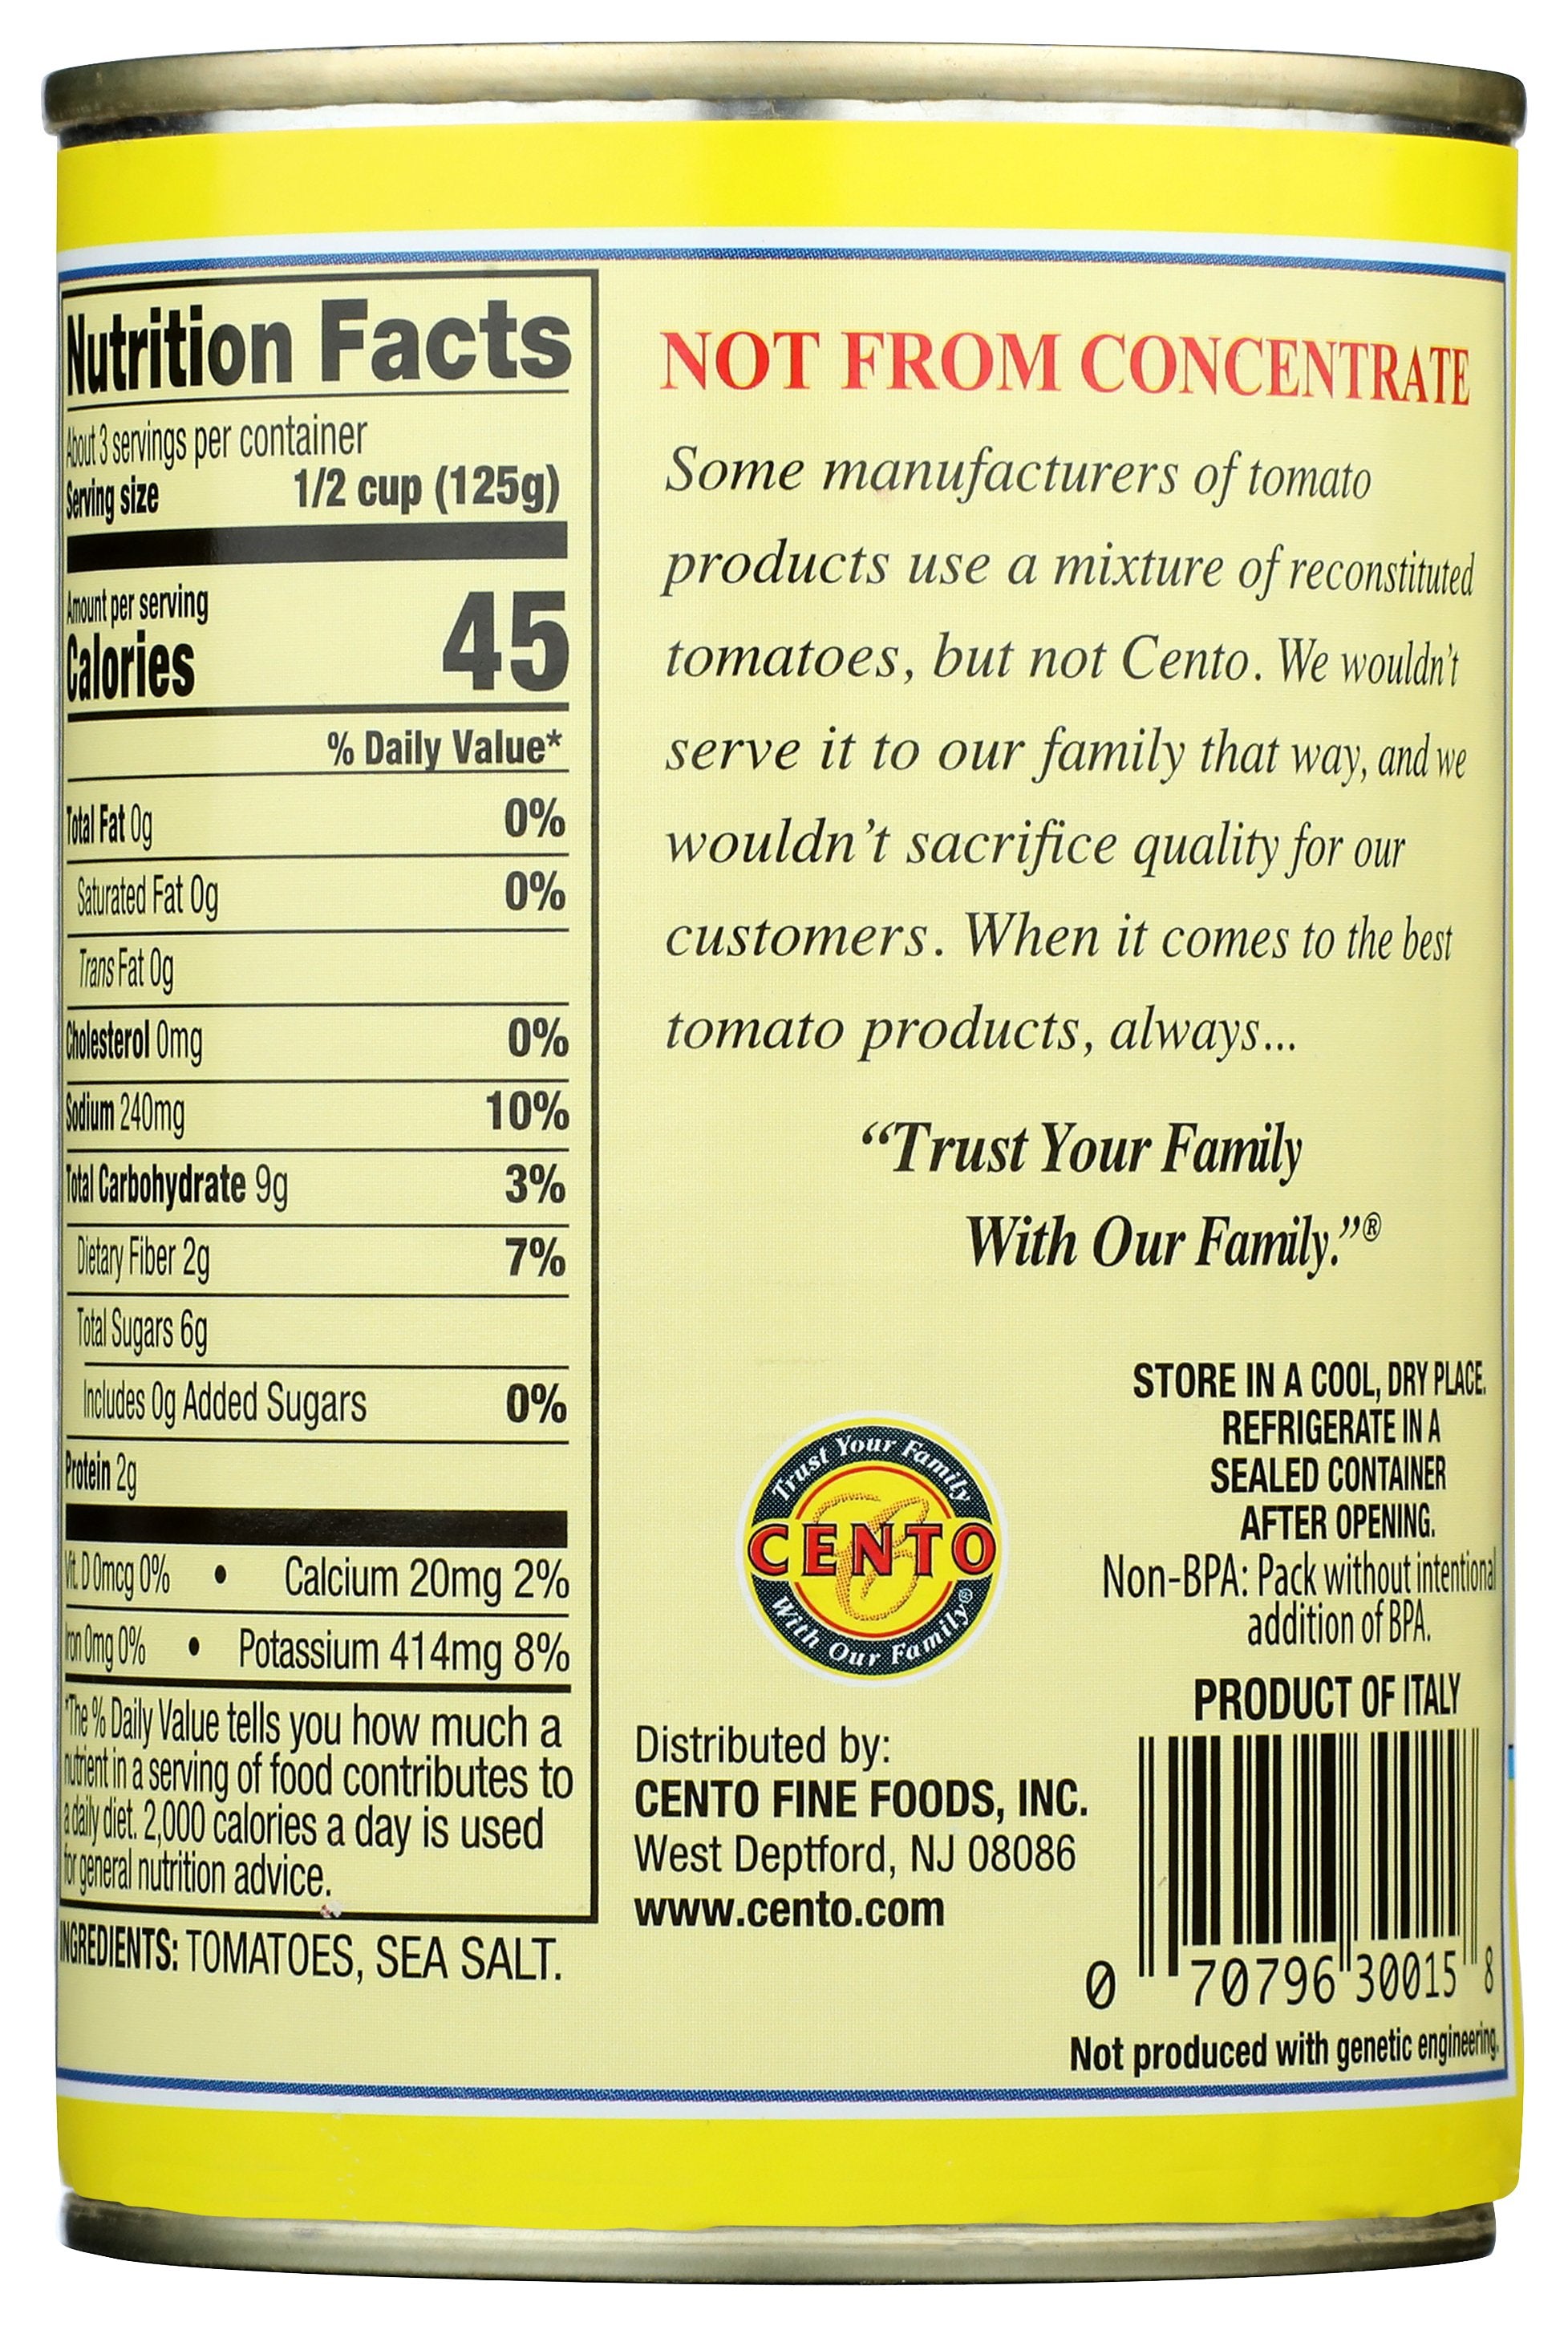 Nutrition Facts
About 3 servings per container
Serving size 1/2 cup (125g)
Amount per serving
Calories 45
% Daily Value*
Total Fat 0g 0%
Saturated Fat 0g 0%
Trans Fat 0g
Cholesterol 0mg 0%
Sodium 240mg 10%
Total Carbohydrate 9g 3%
Dietary Fiber 2g 7%
Total Sugars 6g
Includes 0g Added Sugars 0%
Protein 2g
Vit. D 0mcg 0% • Calcium 20mg 2%
Iron 0mg 0% • Potassium 414mg 8%
*The % Daily Value tells you how much a
nutrient in a serving of food contributes to
a daily diet. 2,000 calories a day is used
for general nutrition advice.
INGREDIENTS: TOMATOES, SEA SALT.
NOT FROM CONCENTRATE
Some manufacturers of tomato
products use a mixture of reconstituted
tomatoes, but not Cento. We wouldn't
serve it to our family that way, and we
wouldn't sacrifice quality for our
customers. When it comes to the best
tomato products, always...
"Trust Your Family
With Our Family."®
Trust Your Family
CENTO
With Our Family®
STORE IN A COOL, DRY PLACE.
REFRIGERATE IN A
SEALED CONTAINER
AFTER OPENING.
Non-BPA: Pack without intentional
addition of BPA.
PRODUCT OF ITALY
Distributed by:
CENTO FINE FOODS, INC.
West Deptford, NJ 08086
www.cento.com
0 70796 30015 8
Not produced with genetic engineering.